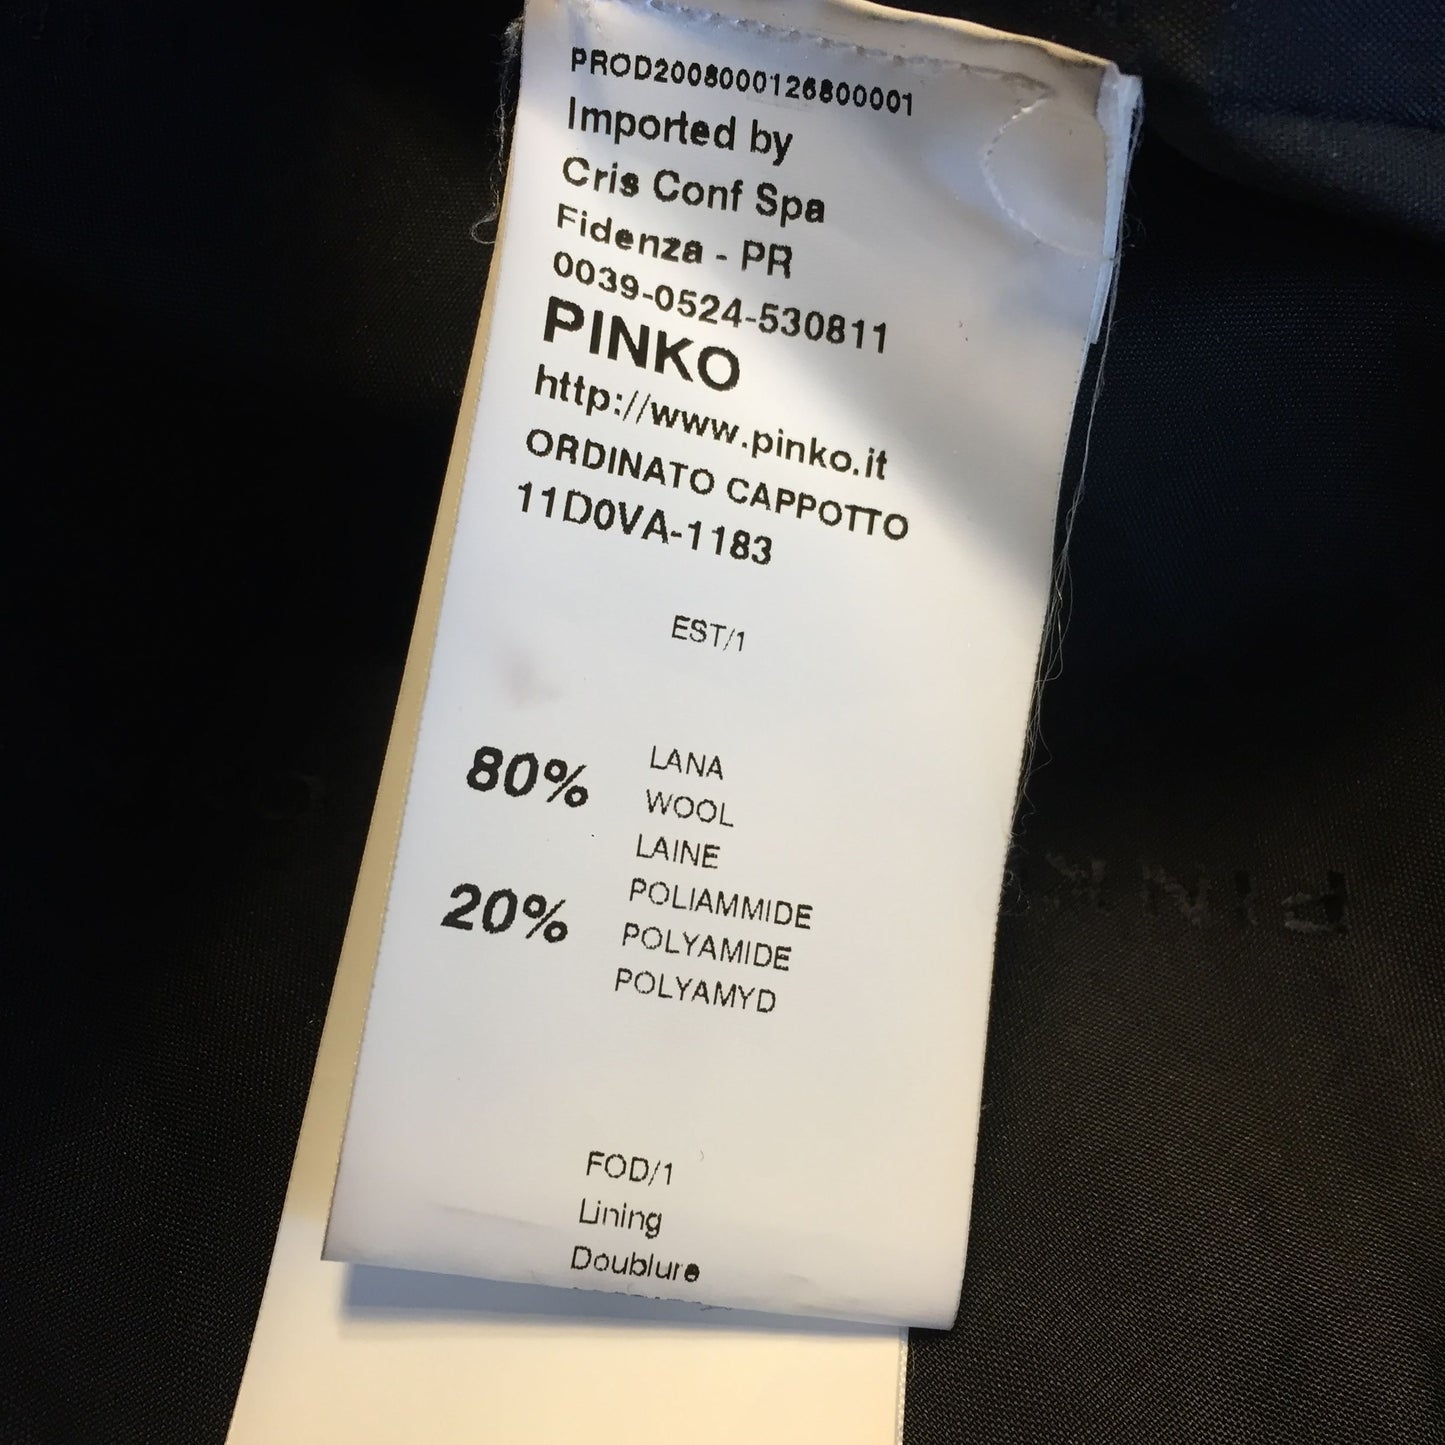 PROD2008000126800001
Imported by
Cris Conf Spa
Fidenza - PR
0039-0524-530811
PINKO
http://www.pinko.it
ORDINATO CAPPOTTO
11D0VA-1183
EST/1
80% LANA
WOOL
LAINE
20% POLIAMMIDE
POLYAMIDE
POLYAMYD
FOD/1
Lining
Doublure
PINK